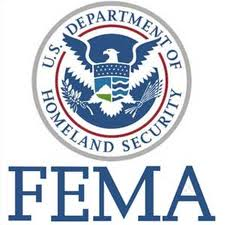 U.S. DEPARTMENT OF
HOMELAND SECURITY
FEMA